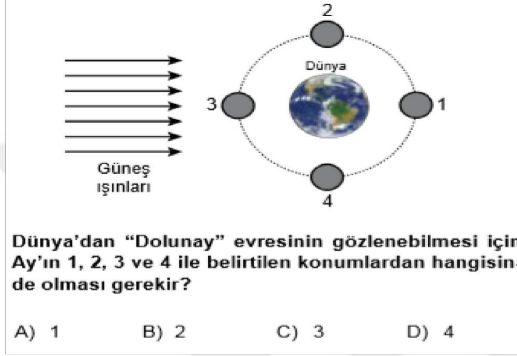 2
Dünya
3
1
Güneş
ışınları
4
Dünya'dan “Dolunay” evresinin gözlenebilmesi için
Ay'ın 1, 2, 3 ve 4 ile belirtilen konumlardan hangisin-
de olması gerekir?
A) 1 B) 2 C) 3 D) 4